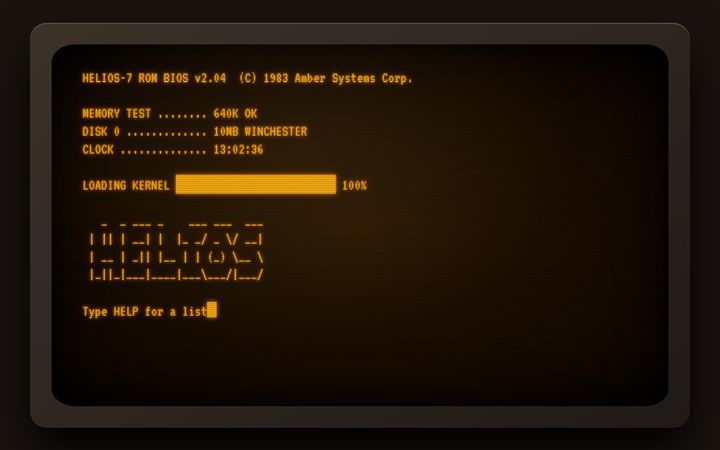 HELIOS-7 ROM BIOS v2.04 (C) 1983 Amber Systems Corp.
MEMORY TEST ........ 640K OK
DISK 0 ............. 10MB WINCHESTER
CLOCK .............. 13:02:36
LOADING KERNEL 100%
HELIOS
Type HELP for a list